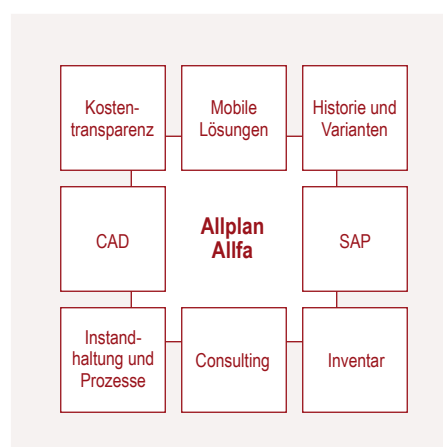 Kosten-
transparenz
Mobile
Lösungen
Historie und
Varianten
CAD
Allplan
Allfa
SAP
Instand-
haltung und
Prozesse
Consulting
Inventar